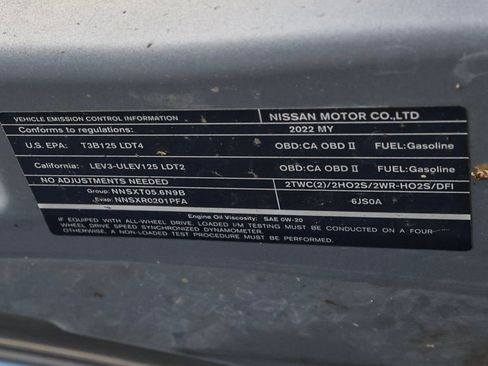 VEHICLE EMISSION CONTROL INFORMATION NISSAN MOTOR CO.,LTD
Conforms to regulations: 2022 MY
U.S. EPA: T3B125 LDT4 OBD:CA OBD II FUEL:Gasoline
California: LEV3-ULEV125 LDT2 OBD:CA OBD II FUEL:Gasoline
NO ADJUSTMENTS NEEDED 2TWC(2)/2HO2S/2WR-HO2S/DFI
Group: NNSXT05.6N9B
Evap: NNSXR0201PFA 6JS0A
Engine Oil Viscosity: SAE 0W-20
IF EQUIPPED WITH ALL-WHEEL DRIVE, LOADED I/M TESTING MUST BE CONDUCTED ON A FOUR
WHEEL DRIVE SPEED SYNCHRONIZED DYNAMOMETER.
OTHERWISE, A NON-LOADED TEST PROCEDURE MUST BE PERFORMED.